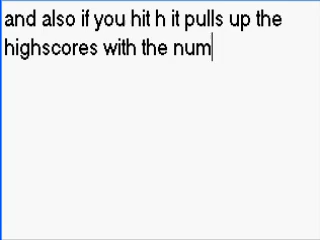 and also if you hit h it pulls up the
highscores with the num